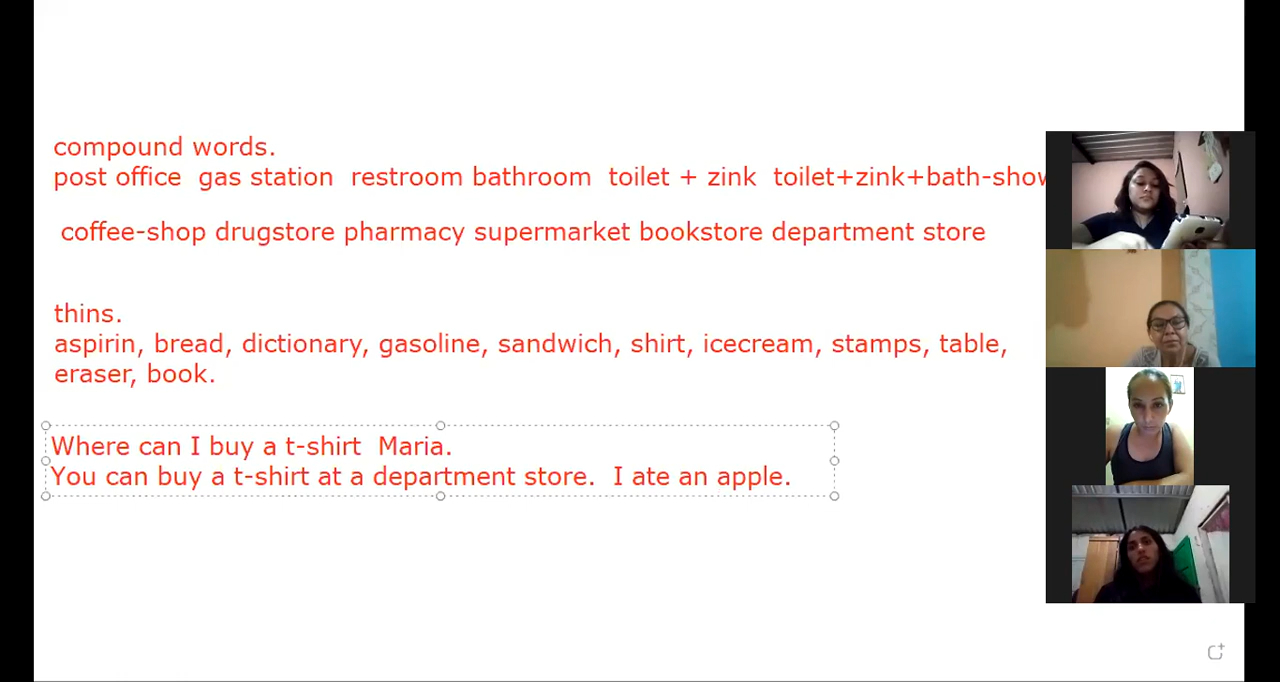 compound words.
post office gas station restroom bathroom toilet + zink toilet+zink+bath-show
coffee-shop drugstore pharmacy supermarket bookstore department store
thins.
aspirin, bread, dictionary, gasoline, sandwich, shirt, icecream, stamps, table,
eraser, book.
Where can I buy a t-shirt Maria.
You can buy a t-shirt at a department store. I ate an apple.